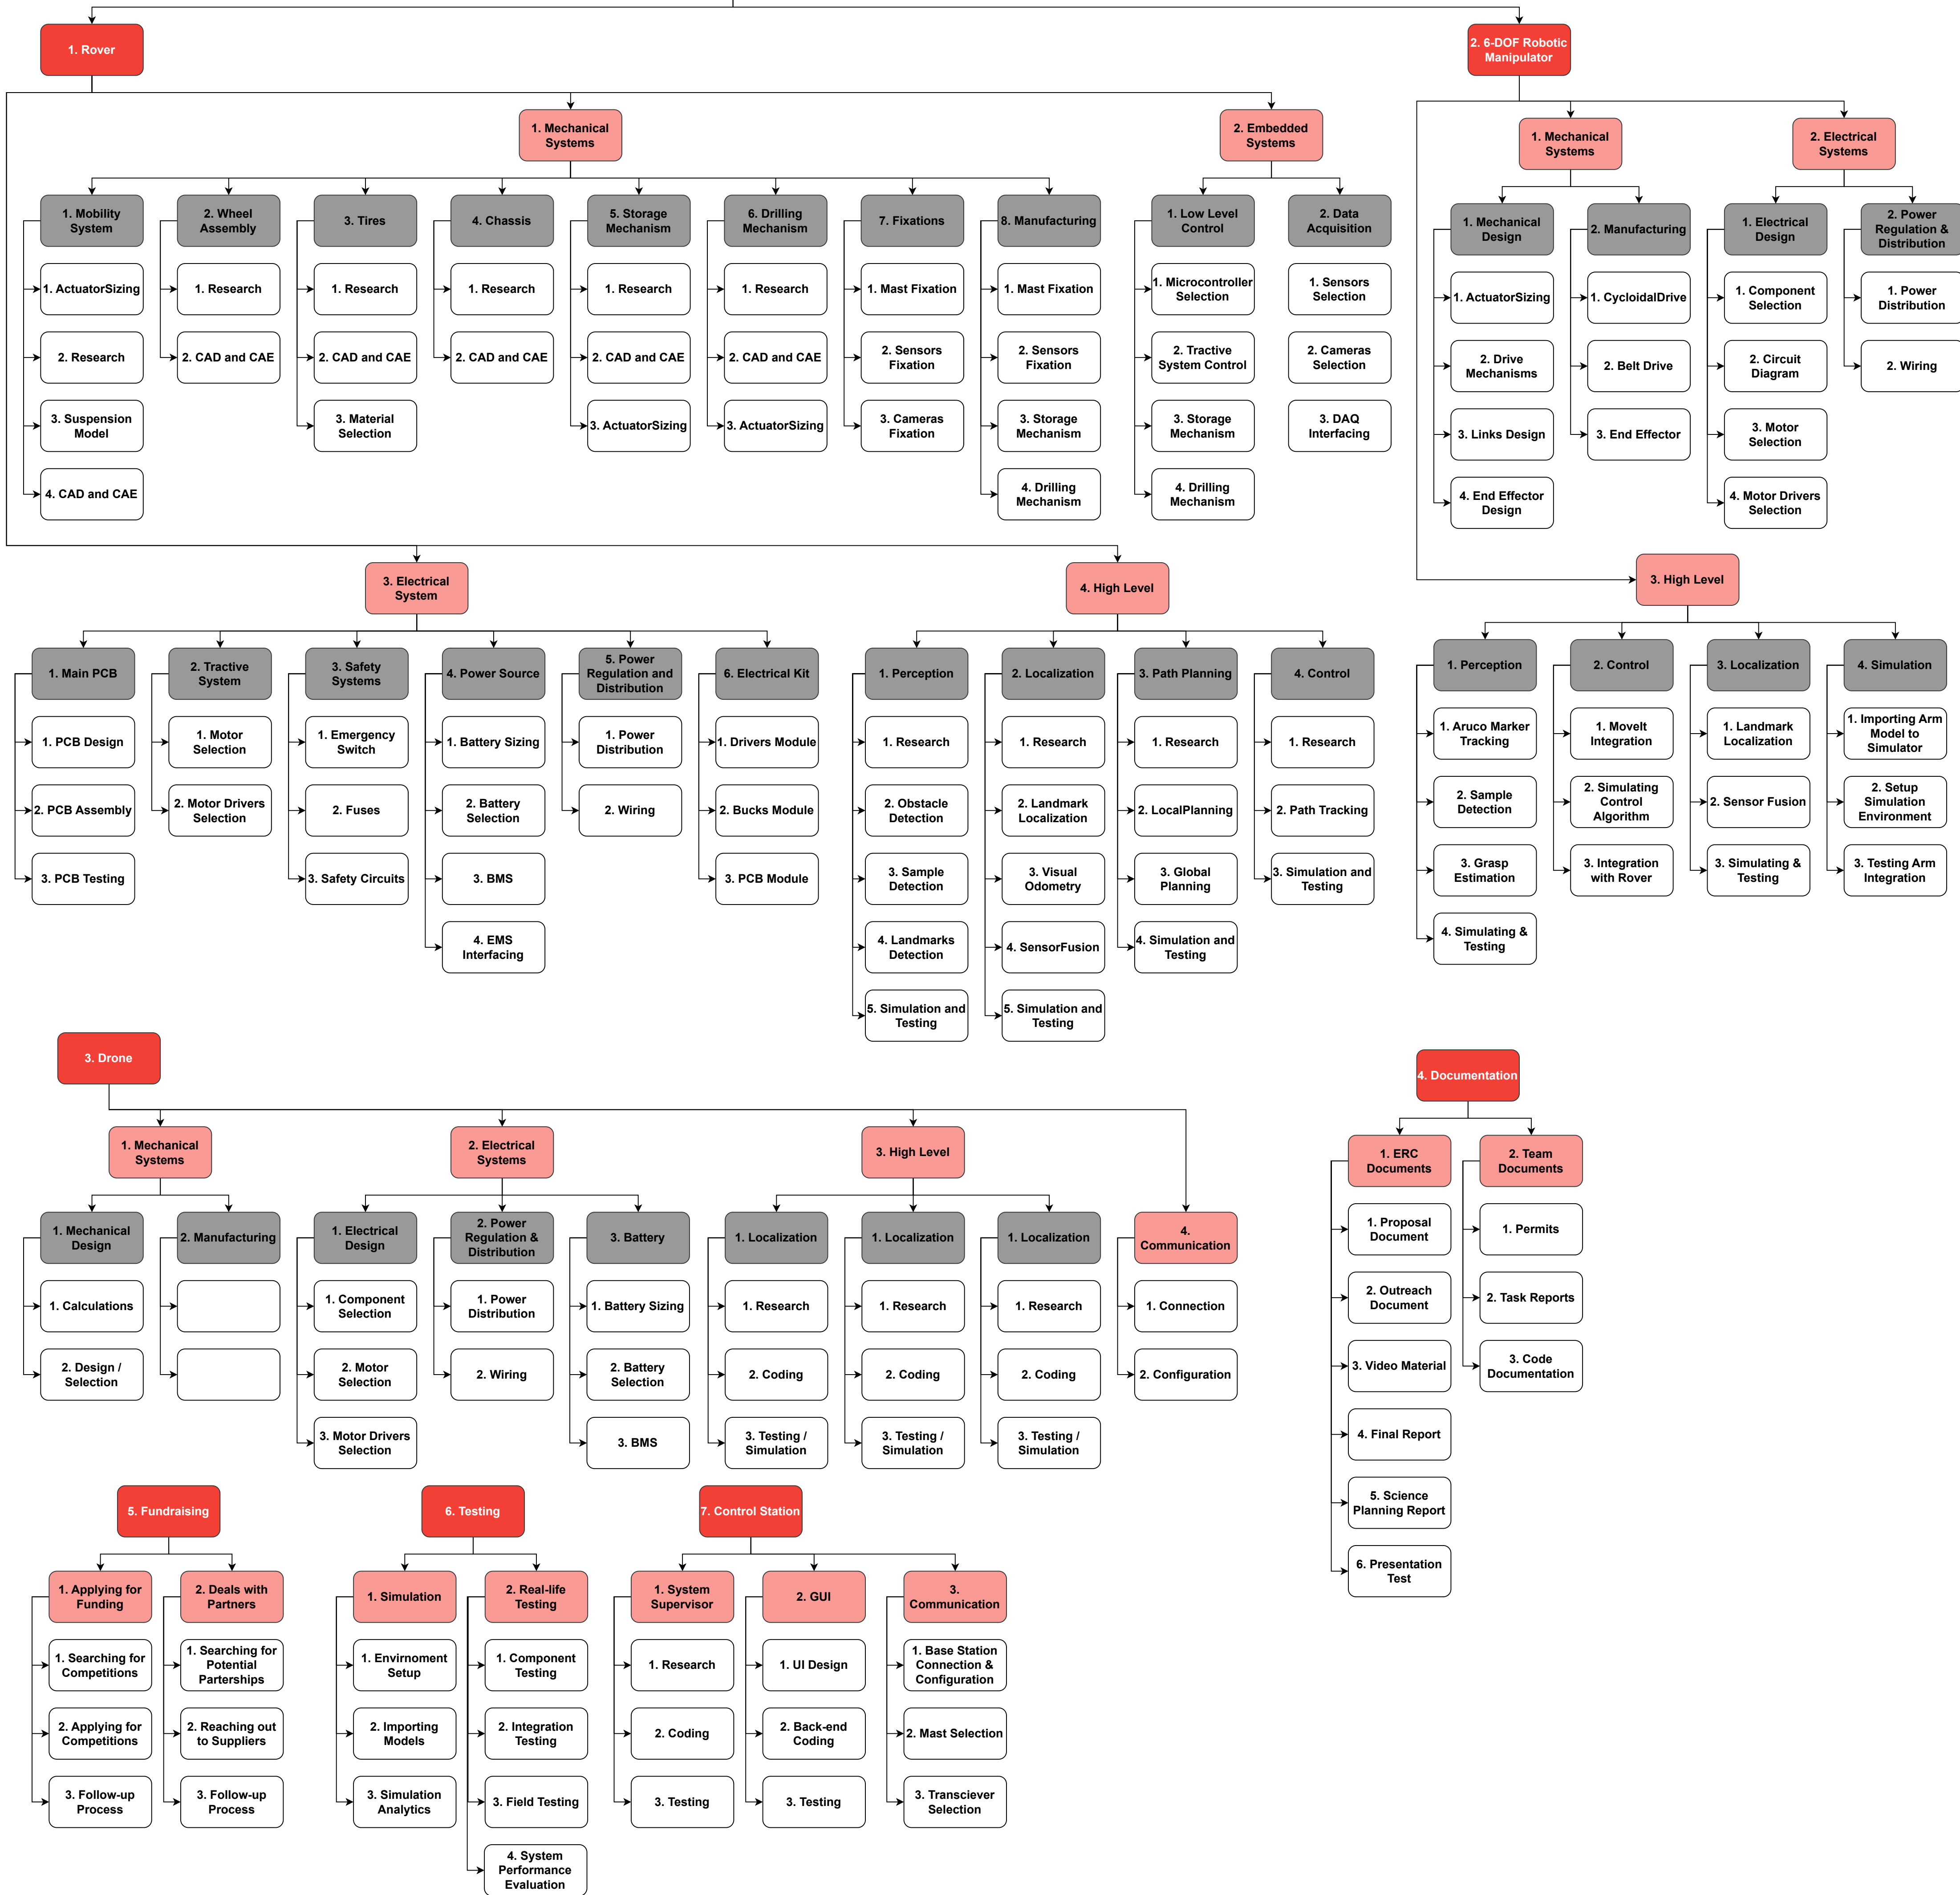 1. Rover
2. 6-DOF Robotic
Manipulator
1. Mechanical
Systems
2. Embedded
Systems
1. Mechanical
Systems
2. Electrical
Systems
1. Mobility
System
2. Wheel
Assembly
3. Tires
4. Chassis
5. Storage
Mechanism
6. Drilling
Mechanism
7. Fixations
8. Manufacturing
1. Low Level
Control
2. Data
Acquisition
1. Mechanical
Design
2. Manufacturing
1. Electrical
Design
2. Power
Regulation &
Distribution
1. ActuatorSizing
1. Research
1. Research
1. Research
1. Research
1. Research
1. Mast Fixation
1. Mast Fixation
1. Microcontroller
Selection
1. Sensors
Selection
1. ActuatorSizing
1. CycloidalDrive
1. Component
Selection
1. Power
Distribution
2. Research
2. CAD and CAE
2. CAD and CAE
2. CAD and CAE
2. CAD and CAE
2. CAD and CAE
2. Sensors
Fixation
2. Sensors
Fixation
2. Tractive
System Control
2. Cameras
Selection
2. Drive
Mechanisms
2. Belt Drive
2. Circuit
Diagram
2. Wiring
3. Suspension
Model
3. Material
Selection
3. ActuatorSizing
3. ActuatorSizing
3. Cameras
Fixation
3. Storage
Mechanism
3. Storage
Mechanism
3. DAQ
Interfacing
3. Links Design
3. End Effector
3. Motor
Selection
4. CAD and CAE
4. Drilling
Mechanism
4. Drilling
Mechanism
4. End Effector
Design
4. Motor Drivers
Selection
3. Electrical
System
4. High Level
3. High Level
1. Main PCB
2. Tractive
System
3. Safety
Systems
4. Power Source
5. Power
Regulation and
Distribution
6. Electrical Kit
1. Perception
2. Localization
3. Path Planning
4. Control
1. Perception
2. Control
3. Localization
4. Simulation
1. PCB Design
1. Motor
Selection
1. Emergency
Switch
1. Battery Sizing
1. Power
Distribution
1. Drivers Module
1. Research
1. Research
1. Research
1. Research
1. Aruco Marker
Tracking
1. MoveIt
Integration
1. Landmark
Localization
1. Importing Arm
Model to
Simulator
2. PCB Assembly
2. Motor Drivers
Selection
2. Fuses
2. Battery
Selection
2. Wiring
2. Bucks Module
2. Obstacle
Detection
2. Landmark
Localization
2. LocalPlanning
2. Path Tracking
2. Sample
Detection
2. Simulating
Control
Algorithm
2. Sensor Fusion
2. Setup
Simulation
Environment
3. PCB Testing
3. Safety Circuits
3. BMS
3. PCB Module
3. Sample
Detection
3. Visual
Odometry
3. Global
Planning
3. Simulation and
Testing
3. Grasp
Estimation
3. Integration
with Rover
3. Simulating &
Testing
3. Testing Arm
Integration
4. EMS
Interfacing
4. Landmarks
Detection
4. SensorFusion
4. Simulation and
Testing
4. Simulating &
Testing
5. Simulation and
Testing
5. Simulation and
Testing
3. Drone
4. Documentation
1. Mechanical
Systems
2. Electrical
Systems
3. High Level
1. ERC
Documents
2. Team
Documents
1. Mechanical
Design
2. Manufacturing
1. Electrical
Design
2. Power
Regulation &
Distribution
3. Battery
1. Localization
1. Localization
1. Localization
4.
Communication
1. Proposal
Document
1. Permits
1. Calculations
1. Component
Selection
1. Power
Distribution
1. Battery Sizing
1. Research
1. Research
1. Research
1. Connection
2. Outreach
Document
2. Task Reports
2. Design /
Selection
2. Motor
Selection
2. Wiring
2. Battery
Selection
2. Coding
2. Coding
2. Coding
2. Configuration
3. Video Material
3. Code
Documentation
3. Motor Drivers
Selection
3. BMS
3. Testing /
Simulation
3. Testing /
Simulation
3. Testing /
Simulation
4. Final Report
5. Science
Planning Report
6. Presentation
Test
5. Fundraising
6. Testing
7. Control Station
1. Applying for
Funding
2. Deals with
Partners
1. Simulation
2. Real-life
Testing
1. System
Supervisor
2. GUI
3.
Communication
1. Searching for
Competitions
1. Searching for
Potential
Parterships
1. Envirnoment
Setup
1. Component
Testing
1. Research
1. UI Design
1. Base Station
Connection &
Configuration
2. Applying for
Competitions
2. Reaching out
to Suppliers
2. Importing
Models
2. Integration
Testing
2. Coding
2. Back-end
Coding
2. Mast Selection
3. Follow-up
Process
3. Follow-up
Process
3. Simulation
Analytics
3. Field Testing
3. Testing
3. Testing
3. Transciever
Selection
4. System
Performance
Evaluation